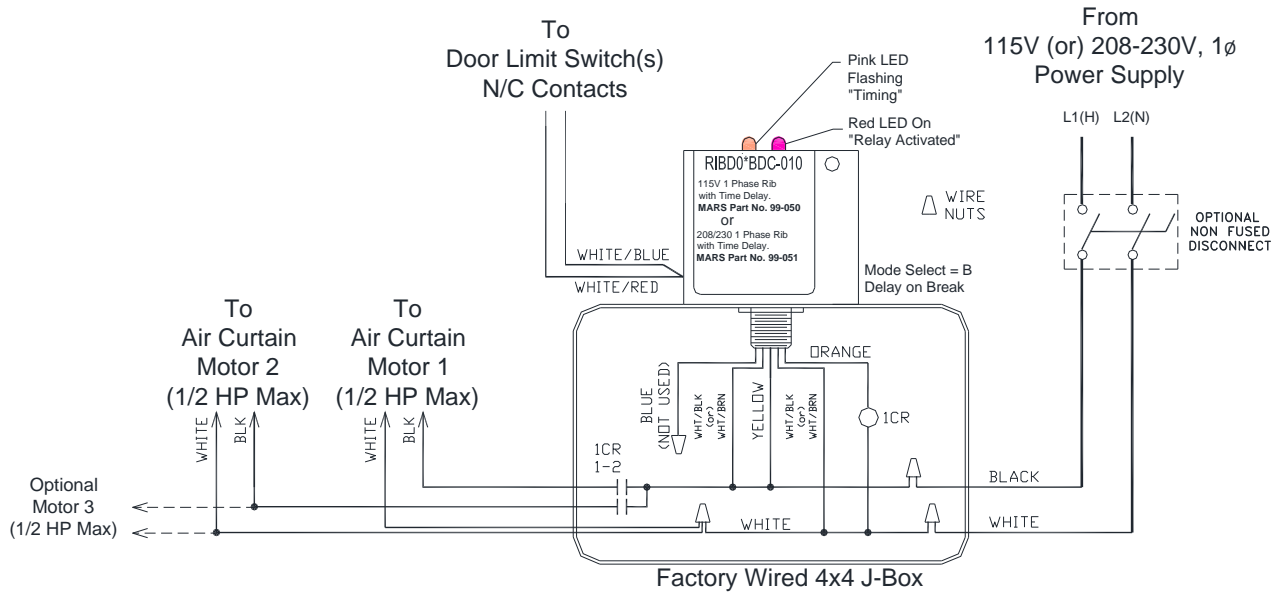 To
Door Limit Switch(s)
N/C Contacts
From
115V (or) 208-230V, 1ø
Power Supply
L1(H) L2(N)
Pink LED
Flashing
"Timing"
Red LED On
"Relay Activated"
RIBD0*BDC-010
115V 1 Phase Rib
with Time Delay.
MARS Part No. 99-050
or
208/230 1 Phase Rib
with Time Delay.
MARS Part No. 99-051
WIRE
NUTS
OPTIONAL
NON FUSED
DISCONNECT
WHITE/BLUE
WHITE/RED
Mode Select = B
Delay on Break
To
Air Curtain
Motor 2
(1/2 HP Max)
To
Air Curtain
Motor 1
(1/2 HP Max)
WHITE
BLK
WHITE
BLK
BLUE
(NOT USED)
WHT/BLK
(or)
WHT/BRN
YELLOW
WHT/BLK
(or)
WHT/BRN
ORANGE
1CR
1CR
1-2
BLACK
WHITE
WHITE
Optional
Motor 3
(1/2 HP Max)
Factory Wired 4x4 J-Box